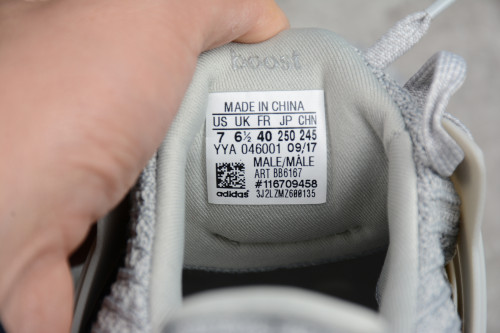 boost
MADE IN CHINA
US UK FR JP CHN
7 6½ 40 250 245
YYA 046001 09/17
MALE/MÂLE
ART BB6167
#116709458
adidas 3J2LZMZ600135